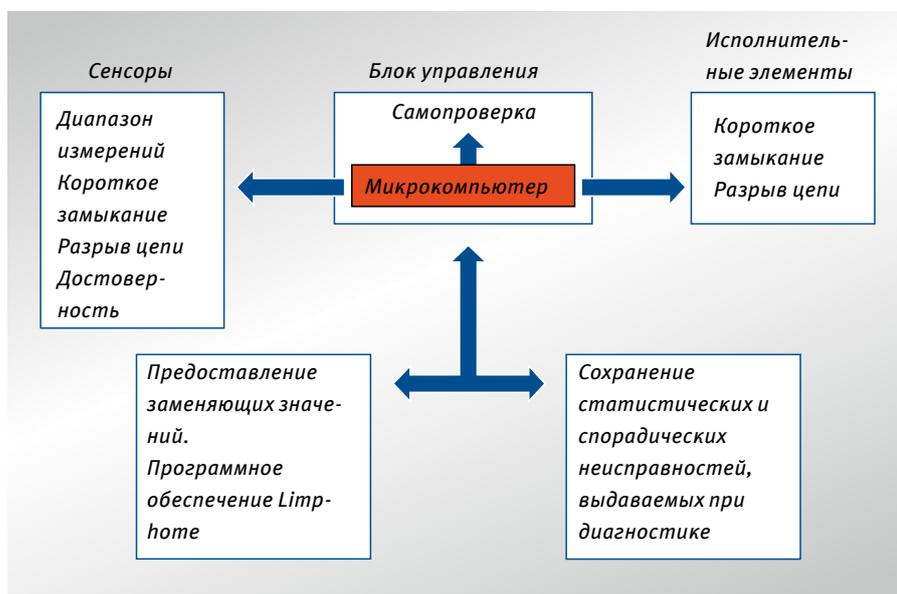 Сенсоры
Диапазон
измерений
Короткое
замыкание
Разрыв цепи
Достовер-
ность
Блок управления
Самопроверка
Микрокомпьютер
Исполнитель-
ные элементы
Короткое
замыкание
Разрыв цепи
Предоставление
заменяющих значе-
ний.
Программное
обеспечение Limp-
home
Сохранение
статистических и
спорадических
неисправностей,
выдаваемых при
диагностике